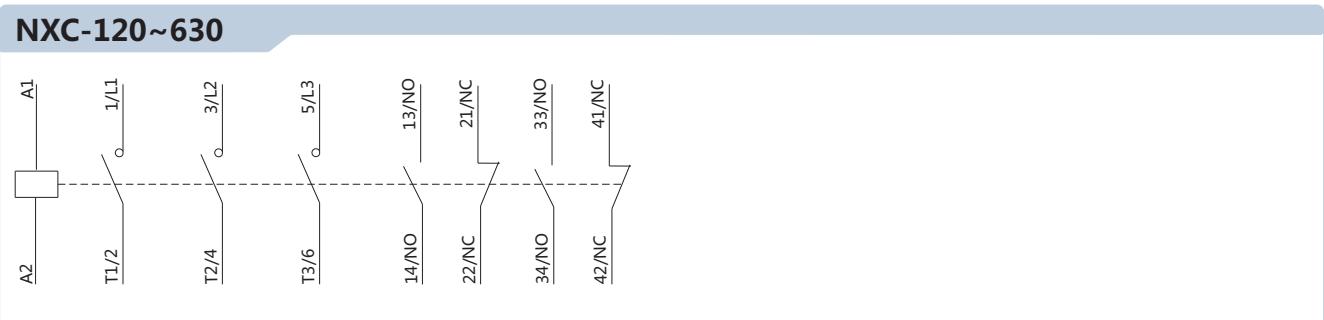 NXC-120~630
A1
1/L1
3/L2
5/L3
13/NO
21/NC
33/NO
41/NC
A2
T1/2
T2/4
T3/6
14/NO
22/NC
34/NO
42/NC